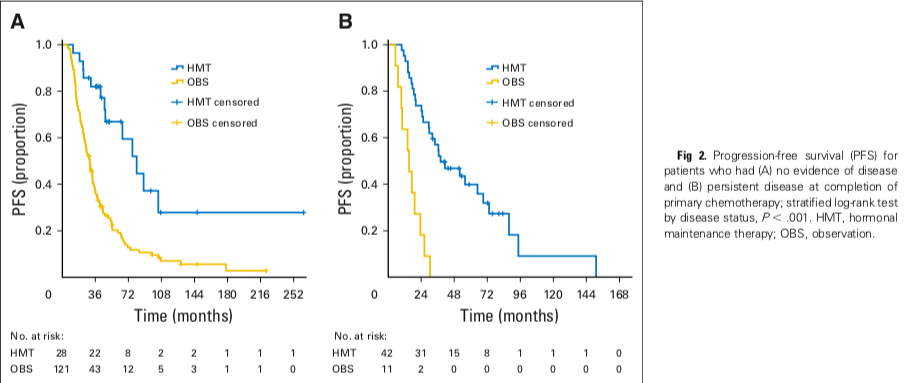 A
1.0
0.8
0.6
0.4
0.2
PFS (proportion)
HMT
OBS
HMT censored
OBS censored
0 36 72 108 144 180 216 252
Time (months)
No. at risk:
HMT 28 22 8 2 2 1 1 1
OBS 121 43 12 5 3 1 1 0
B
1.0
0.8
0.6
0.4
0.2
PFS (proportion)
HMT
OBS
HMT censored
OBS censored
0 24 48 72 96 120 144 168
Time (months)
No. at risk:
HMT 42 31 15 8 1 1 1 0
OBS 11 2 0 0 0 0 0 0
Fig 2. Progression-free survival (PFS) for
patients who had (A) no evidence of disease
and (B) persistent disease at completion of
primary chemotherapy; stratified log-rank test
by disease status, P < .001. HMT, hormonal
maintenance therapy; OBS, observation.